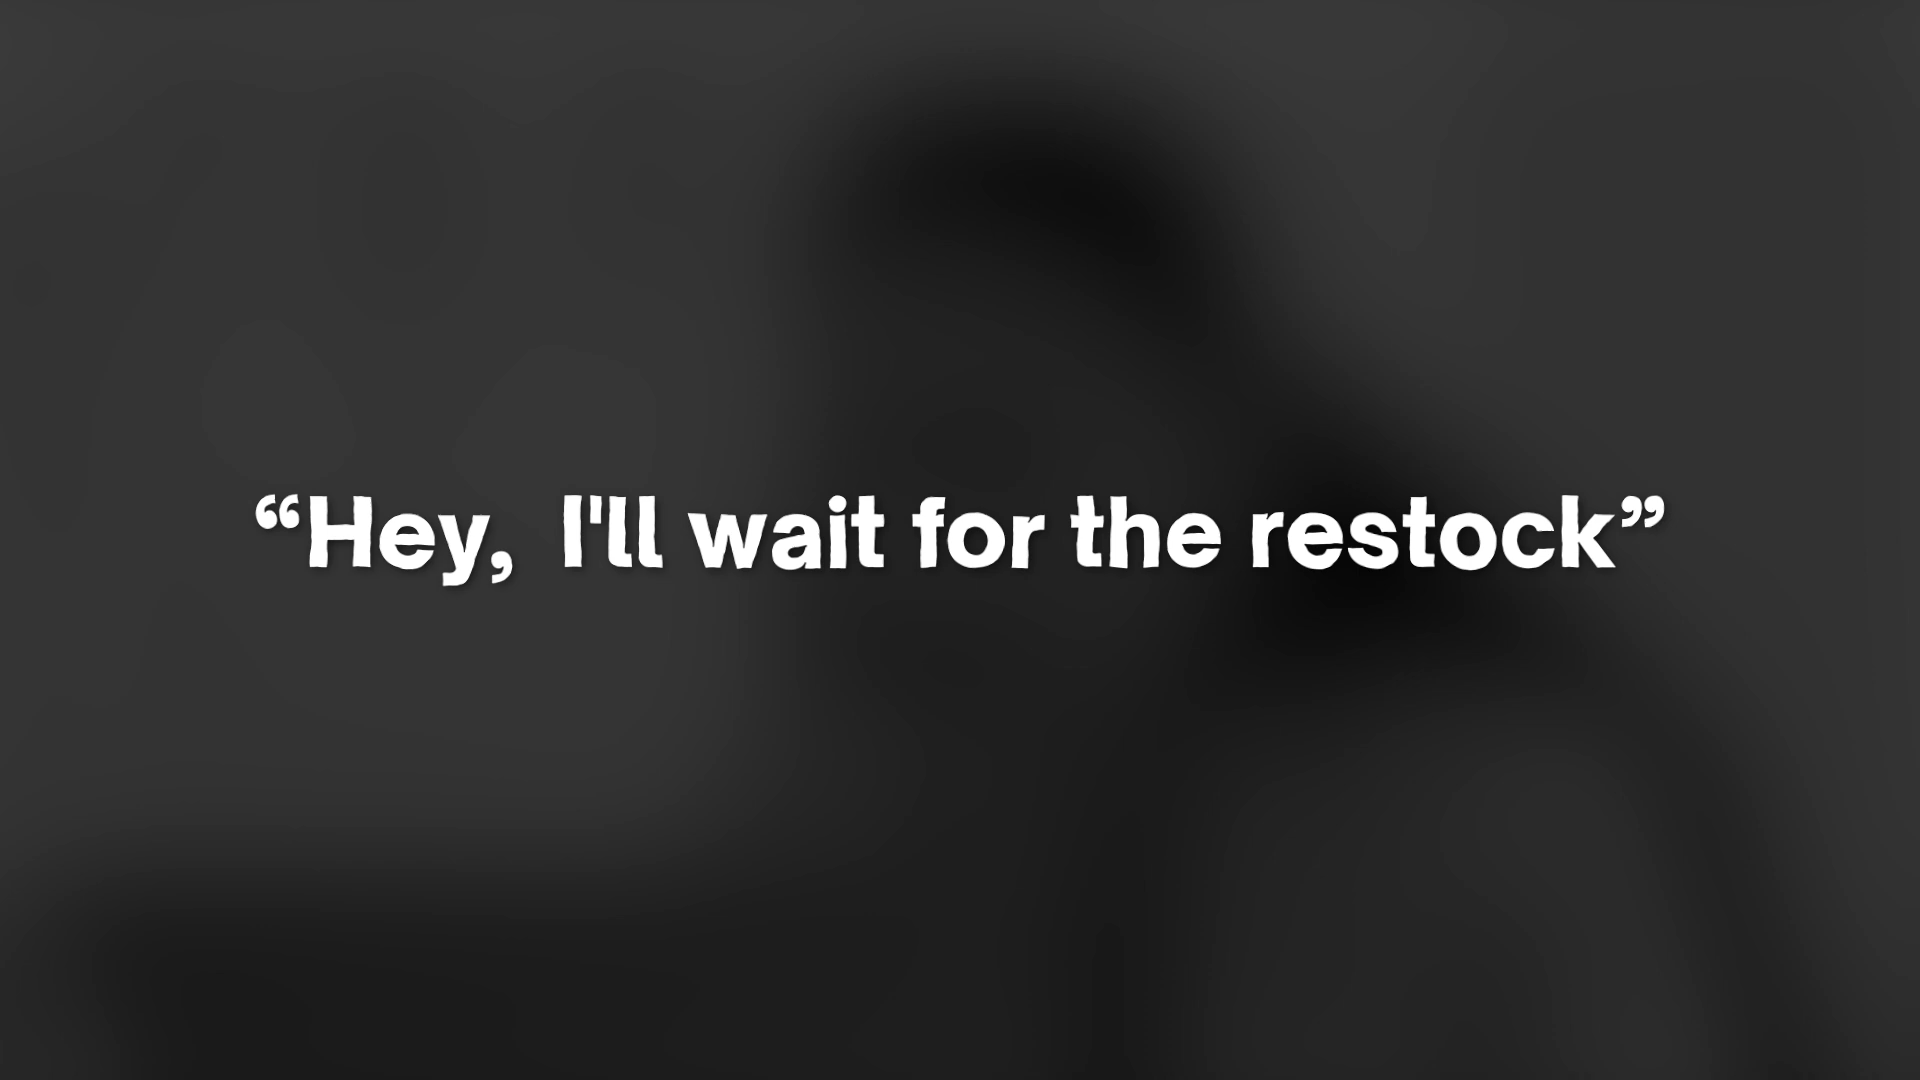 “Hey,  I'll wait for the restock”